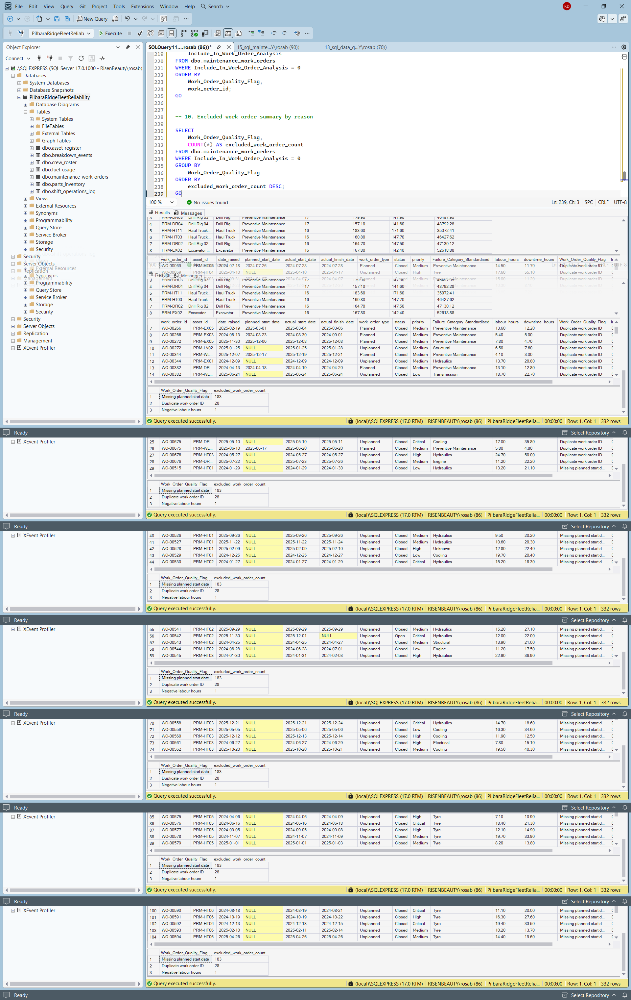 File Edit View Query Git Project Tools Extensions Window Help Search RD
New Query
PilbaraRidgeFleetReliab Execute
Object Explorer
Connect
.\SQLEXPRESS (SQL Server 17.0.1000 - RisenBeauty\rosab)
Databases
System Databases
Database Snapshots
PilbaraRidgeFleetReliability
Database Diagrams
Tables
System Tables
FileTables
External Tables
Graph Tables
dbo.asset_register
dbo.breakdown_events
dbo.crew_roster
dbo.fuel_usage
dbo.maintenance_work_orders
dbo.parts_inventory
dbo.shift_operations_log
Views
External Resources
Synonyms
Programmability
Query Store
Service Broker
Storage
Security
Security
Server Objects
Replication
External Resources
Management
Synonyms
Programmability
Query Store
Service Broker
Storage
Security
Security
Server Objects
Replication
Management
XEvent Profiler
SQLQuery11....rosab (86))* 15_sql_mainte...Y\rosab (90)) 13_sql_data_q...Y\rosab (70))
219 Include_In_Work_Order_Analysis
220 FROM dbo.maintenance_work_orders
221 WHERE Include_In_Work_Order_Analysis = 0
222 ORDER BY
223 Work_Order_Quality_Flag,
224 work_order_id;
225 GO
226
227
228 -- 10. Excluded work order summary by reason
229
230 SELECT
231 Work_Order_Quality_Flag,
232 COUNT(*) AS excluded_work_order_count
233 FROM dbo.maintenance_work_orders
234 WHERE Include_In_Work_Order_Analysis = 0
235 GROUP BY
236 Work_Order_Quality_Flag
237 ORDER BY
238 excluded_work_order_count DESC;
239 GO
100 % No issues found Ln: 239, Ch: 3 SPC CRLF UTF-8
Results Messages
3 PRM-DR03 Drill Rig 03 Drill Rig Preventive Maintenance 17 179.90 147.90 46497.95
4 PRM-DR04 Drill Rig 04 Drill Rig Preventive Maintenance 17 157.10 141.60 48792.28
5 PRM-HT11 Haul Truck... Haul Truck Preventive Maintenance 16 183.60 171.60 35072.41
6 PRM-HT03 Haul Truck... Haul Truck Preventive Maintenance 16 160.80 147.70 46427.62
7 PRM-DR02 Drill Rig 02 Drill Rig Preventive Maintenance 16 164.70 147.50 47130.12
8 PRM-EX02 Excavator ... Excavator Preventive Maintenance 16 167.80 142.40 52618.88
work_order_id asset_id date_raised planned_start_date actual_start_date actual_finish_date work_order_type status priority Failure_Category_Standardised labour_hours downtime_hours Work_Order_Quality_Flag
1 WO-00069 PRM-HT05 2024-07-18 2024-07-26 2024-07-28 2024-07-28 Planned Closed Medium Preventive Maintenance 14.50 11.70 Duplicate work order ID
WO-00069 PRM-HT04 2025-04-10 NULL 2025-04-10 2025-04-17 Unplanned Closed High Tyre 17.60 55.10 Duplicate work order ID
Results Messages
3 PRM-DR03 Drill Rig 03 Drill Rig Preventive Maintenance 17 179.90 147.90 46497.95
4 PRM-DR04 Drill Rig 04 Drill Rig Preventive Maintenance 17 157.10 141.60 48792.28
5 PRM-HT11 Haul Truck... Haul Truck Preventive Maintenance 16 183.60 171.60 35072.41
6 PRM-HT03 Haul Truck... Haul Truck Preventive Maintenance 16 160.80 147.70 46427.62
7 PRM-DR02 Drill Rig 02 Drill Rig Preventive Maintenance 16 164.70 147.50 47130.12
8 PRM-EX02 Excavator ... Excavator Preventive Maintenance 16 167.80 142.40 52618.88
work_order_id asset_id date_raised planned_start_date actual_start_date actual_finish_date work_order_type status priority Failure_Category_Standardised labour_hours downtime_hours Work_Order_Quality_Flag
7 WO-00266 PRM-EX05 2025-02-19 2025-03-01 2025-03-04 2025-03-06 Planned Closed Medium Preventive Maintenance 13.60 12.20 Duplicate work order ID
8 WO-00266 PRM-EX03 2024-08-13 2024-08-23 2024-08-30 2024-09-01 Planned Closed Medium Preventive Maintenance 5.40 5.00 Duplicate work order ID
9 WO-00272 PRM-EX05 2025-11-30 2025-12-06 2025-12-08 2025-12-08 Planned Closed Medium Preventive Maintenance 7.80 4.70 Duplicate work order ID
10 WO-00272 PRM-LV02 2025-01-25 NULL 2025-01-25 2025-01-28 Unplanned Closed Medium Structural 6.50 7.60 Duplicate work order ID
11 WO-00344 PRM-WL... 2025-12-07 2025-12-17 2025-12-19 2025-12-21 Planned Closed Medium Preventive Maintenance 4.10 3.00 Duplicate work order ID
12 WO-00344 PRM-EX01 2024-12-09 NULL 2024-12-09 2024-12-09 Unplanned Closed Medium Hydraulics 13.70 20.80 Duplicate work order ID
13 WO-00382 PRM-DR... 2024-04-13 2024-04-18 2024-04-19 2024-04-20 Planned Closed Medium Preventive Maintenance 13.10 12.80 Duplicate work order ID
14 WO-00382 PRM-WL... 2025-06-24 NULL 2025-06-24 2025-06-24 Unplanned Closed Low Transmission 18.70 22.70 Duplicate work order ID
Work_Order_Quality_Flag excluded_work_order_count
1 Missing planned start date 183
2 Duplicate work order ID 28
3 Negative labour hours 1
Query executed successfully. (local)\SQLEXPRESS (17.0 RTM) RISENBEAUTY\rosab (86) PilbaraRidgeFleetRelia... 00:00:00 Row: 1, Col: 1 332 rows
Ready Select Repository
XEvent Profiler
25 WO-00675 PRM-DR... 2025-05-10 NULL 2025-05-10 2025-05-11 Unplanned Closed Critical Cooling 17.00 35.80 Duplicate work order ID
26 WO-00675 PRM-WL... 2025-06-10 2025-06-17 2025-06-20 2025-06-20 Planned Closed Medium Preventive Maintenance 5.80 4.80 Duplicate work order ID
27 WO-00676 PRM-HT03 2024-05-27 NULL 2024-05-27 2024-05-27 Unplanned Closed High Hydraulics 24.70 50.00 Duplicate work order ID
28 WO-00676 PRM-DR... 2025-07-22 NULL 2025-07-23 2025-07-26 Unplanned Closed Medium Engine 11.20 22.20 Duplicate work order ID
29 WO-00515 PRM-HT01 2024-01-29 NULL 2024-01-29 2024-01-30 Unplanned Closed Low Hydraulics 13.20 21.10 Missing planned start d...
Work_Order_Quality_Flag excluded_work_order_count
1 Missing planned start date 183
2 Duplicate work order ID 28
3 Negative labour hours 1
Query executed successfully. (local)\SQLEXPRESS (17.0 RTM) RISENBEAUTY\rosab (86) PilbaraRidgeFleetRelia... 00:00:00 Row: 1, Col: 1 332 rows
Ready Select Repository
XEvent Profiler
40 WO-00526 PRM-HT01 2025-09-26 NULL 2025-09-26 2025-09-26 Unplanned Closed Medium Hydraulics 9.50 20.20 Missing planned start d...
41 WO-00527 PRM-HT01 2025-11-22 NULL 2025-11-22 2025-11-24 Unplanned Closed Medium Hydraulics 10.60 20.30 Missing planned start d...
42 WO-00528 PRM-HT01 2025-02-09 NULL 2025-02-09 2025-02-10 Unplanned Closed High Unknown 12.80 22.40 Missing planned start d...
43 WO-00529 PRM-HT01 2024-12-25 NULL 2024-12-25 2024-12-27 Unplanned Closed Low Cooling 19.70 20.40 Missing planned start d...
44 WO-00530 PRM-HT02 2024-01-27 NULL 2024-01-27 2024-01-29 Unplanned Closed Critical Hydraulics 15.20 18.30 Missing planned start d...
Work_Order_Quality_Flag excluded_work_order_count
1 Missing planned start date 183
2 Duplicate work order ID 28
3 Negative labour hours 1
Query executed successfully. (local)\SQLEXPRESS (17.0 RTM) RISENBEAUTY\rosab (86) PilbaraRidgeFleetRelia... 00:00:00 Row: 1, Col: 1 332 rows
Ready Select Repository
XEvent Profiler
55 WO-00541 PRM-HT02 2025-09-29 NULL 2025-09-29 2025-09-29 Unplanned Closed Medium Hydraulics 15.20 27.10 Missing planned start d...
56 WO-00542 PRM-HT02 2025-11-30 NULL 2025-12-01 NULL Unplanned Open Critical Hydraulics 12.00 22.00 Missing planned start d...
57 WO-00543 PRM-HT02 2024-04-25 NULL 2024-04-25 2024-04-27 Unplanned Closed Medium Structural 13.90 21.00 Missing planned start d...
58 WO-00544 PRM-HT02 2024-06-28 NULL 2024-06-28 2024-07-01 Unplanned Closed Low Engine 11.20 17.50 Missing planned start d...
59 WO-00545 PRM-HT03 2024-01-30 NULL 2024-01-31 2024-02-03 Unplanned Closed High Hydraulics 22.90 36.90 Missing planned start d...
Work_Order_Quality_Flag excluded_work_order_count
1 Missing planned start date 183
2 Duplicate work order ID 28
3 Negative labour hours 1
Query executed successfully. (local)\SQLEXPRESS (17.0 RTM) RISENBEAUTY\rosab (86) PilbaraRidgeFleetRelia... 00:00:00 Row: 1, Col: 1 332 rows
Ready Select Repository
XEvent Profiler
70 WO-00558 PRM-HT03 2025-12-21 NULL 2025-12-21 2025-12-24 Unplanned Closed Critical Hydraulics 14.70 18.60 Missing planned start d...
71 WO-00559 PRM-HT03 2025-05-05 NULL 2025-05-06 2025-05-06 Unplanned Closed Low Cooling 16.30 34.60 Missing planned start d...
72 WO-00560 PRM-HT03 2025-12-12 NULL 2025-12-13 2025-12-14 Unplanned Closed High Cooling 11.90 12.50 Missing planned start d...
73 WO-00561 PRM-HT03 2024-06-27 NULL 2024-06-27 2024-06-29 Unplanned Closed High Electrical 7.80 15.10 Missing planned start d...
74 WO-00562 PRM-HT03 2025-10-20 NULL 2025-10-20 2025-10-21 Unplanned Closed Medium Cooling 19.50 40.30 Missing planned start d...
Work_Order_Quality_Flag excluded_work_order_count
1 Missing planned start date 183
2 Duplicate work order ID 28
3 Negative labour hours 1
Query executed successfully. (local)\SQLEXPRESS (17.0 RTM) RISENBEAUTY\rosab (86) PilbaraRidgeFleetRelia... 00:00:00 Row: 1, Col: 1 332 rows
Ready Select Repository
XEvent Profiler
85 WO-00575 PRM-HT05 2024-04-06 NULL 2024-04-06 2024-04-09 Unplanned Closed High Tyre 7.10 10.90 Missing planned start d...
86 WO-00576 PRM-HT05 2024-06-16 NULL 2024-06-16 2024-06-18 Unplanned Closed Critical Tyre 18.40 21.30 Missing planned start d...
87 WO-00577 PRM-HT05 2024-09-05 NULL 2024-09-05 2024-09-08 Unplanned Closed High Tyre 12.10 14.90 Missing planned start d...
88 WO-00578 PRM-HT05 2024-11-07 NULL 2024-11-07 2024-11-09 Unplanned Closed Medium Tyre 19.70 33.90 Missing planned start d...
89 WO-00579 PRM-HT05 2025-01-01 NULL 2025-01-01 2025-01-03 Unplanned Closed Medium Tyre 8.20 13.80 Missing planned start d...
Work_Order_Quality_Flag excluded_work_order_count
1 Missing planned start date 183
2 Duplicate work order ID 28
3 Negative labour hours 1
Query executed successfully. (local)\SQLEXPRESS (17.0 RTM) RISENBEAUTY\rosab (86) PilbaraRidgeFleetRelia... 00:00:00 Row: 1, Col: 1 332 rows
Ready Select Repository
XEvent Profiler
100 WO-00590 PRM-HT06 2024-08-18 NULL 2024-08-19 2024-08-21 Unplanned Closed Critical Tyre 11.10 20.00 Missing planned start d...
101 WO-00591 PRM-HT06 2024-10-19 NULL 2024-10-19 2024-10-22 Unplanned Closed High Tyre 16.30 27.60 Missing planned start d...
102 WO-00592 PRM-HT06 2024-12-13 NULL 2024-12-13 2024-12-15 Unplanned Closed Critical Tyre 19.40 33.50 Missing planned start d...
103 WO-00593 PRM-HT06 2025-02-10 NULL 2025-02-11 2025-02-14 Unplanned Closed Medium Tyre 10.20 13.70 Missing planned start d...
104 WO-00594 PRM-HT06 2025-04-26 NULL 2025-04-26 2025-04-26 Unplanned Closed Medium Tyre 14.40 19.60 Missing planned start d...
Work_Order_Quality_Flag excluded_work_order_count
1 Missing planned start date 183
2 Duplicate work order ID 28
3 Negative labour hours 1
Query executed successfully. (local)\SQLEXPRESS (17.0 RTM) RISENBEAUTY\rosab (86) PilbaraRidgeFleetRelia... 00:00:00 Row: 1, Col: 1 332 rows
Ready Select Repository